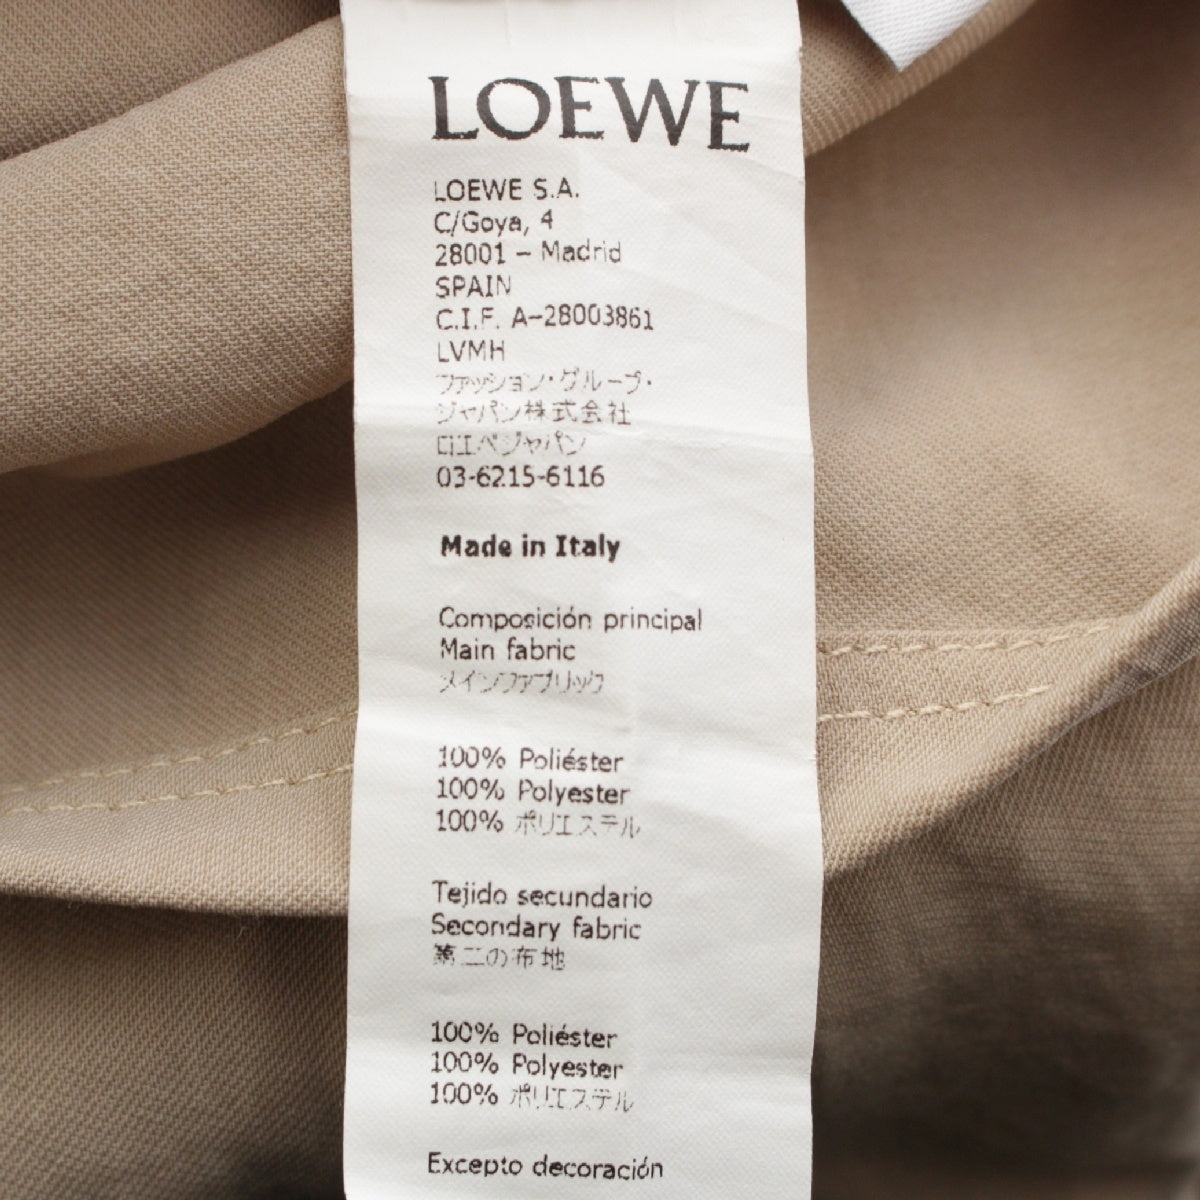 LOEWE
LOEWE S.A.
C/Goya, 4
28001 – Madrid
SPAIN
C.I.F. A-28003861
LVMH
ファッション・グループ・
ジャパン株式会社
ロエベジャパン
03-6215-6116
Made in Italy
Composición principal
Main fabric
メインファブリック
100% Poliéster
100% Polyester
100% ポリエステル
Tejido secundario
Secondary fabric
第二の布地
100% Poliéster
100% Polyester
100% ポリエステル
Excepto decoración